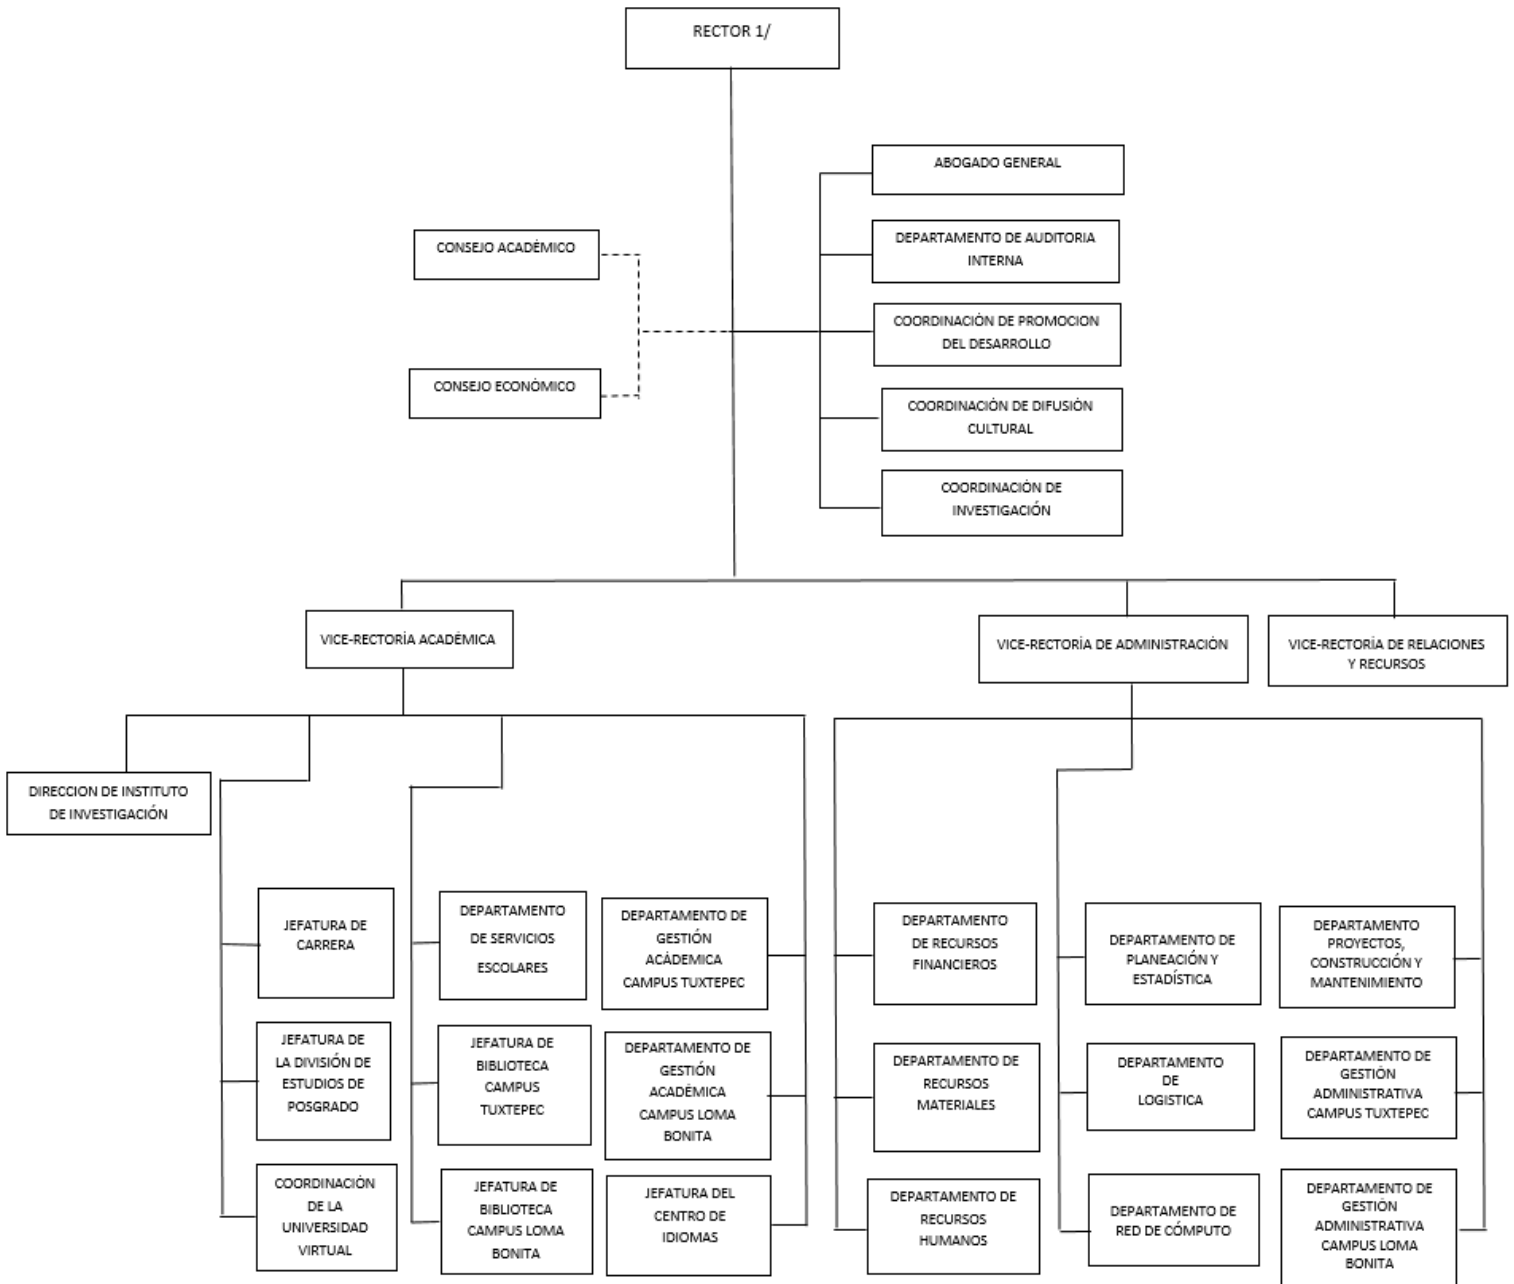 RECTOR 1/
ABOGADO GENERAL
DEPARTAMENTO DE AUDITORIA
INTERNA
CONSEJO ACADÉMICO
COORDINACIÓN DE PROMOCION
DEL DESARROLLO
CONSEJO ECONÓMICO
COORDINACIÓN DE DIFUSIÓN
CULTURAL
COORDINACIÓN DE
INVESTIGACIÓN
VICE-RECTORÍA ACADÉMICA
VICE-RECTORÍA DE ADMINISTRACIÓN
VICE-RECTORÍA DE RELACIONES
Y RECURSOS
DIRECCION DE INSTITUTO
DE INVESTIGACIÓN
JEFATURA DE
CARRERA
DEPARTAMENTO
DE SERVICIOS
ESCOLARES
DEPARTAMENTO DE
GESTIÓN
ACÁDEMICA
CAMPUS TUXTEPEC
DEPARTAMENTO
DE RECURSOS
FINANCIEROS
DEPARTAMENTO DE
PLANEACIÓN Y
ESTADÍSTICA
DEPARTAMENTO
PROYECTOS,
CONSTRUCCIÓN Y
MANTENIMIENTO
JEFATURA DE
LA DIVISIÓN DE
ESTUDIOS DE
POSGRADO
JEFATURA DE
BIBLIOTECA
CAMPUS
TUXTEPEC
DEPARTAMENTO DE
GESTIÓN
ACADÉMICA
CAMPUS LOMA
BONITA
DEPARTAMENTO DE
RECURSOS
MATERIALES
DEPARTAMENTO
DE
LOGISTICA
DEPARTAMENTO DE
GESTIÓN
ADMINISTRATIVA
CAMPUS TUXTEPEC
COORDINACIÓN
DE LA
UNIVERSIDAD
VIRTUAL
JEFATURA DE
BIBLIOTECA
CAMPUS LOMA
BONITA
JEFATURA DEL
CENTRO DE
IDIOMAS
DEPARTAMENTO DE
RECURSOS
HUMANOS
DEPARTAMENTO DE
RED DE CÓMPUTO
DEPARTAMENTO DE
GESTIÓN
ADMINISTRATIVA
CAMPUS LOMA
BONITA